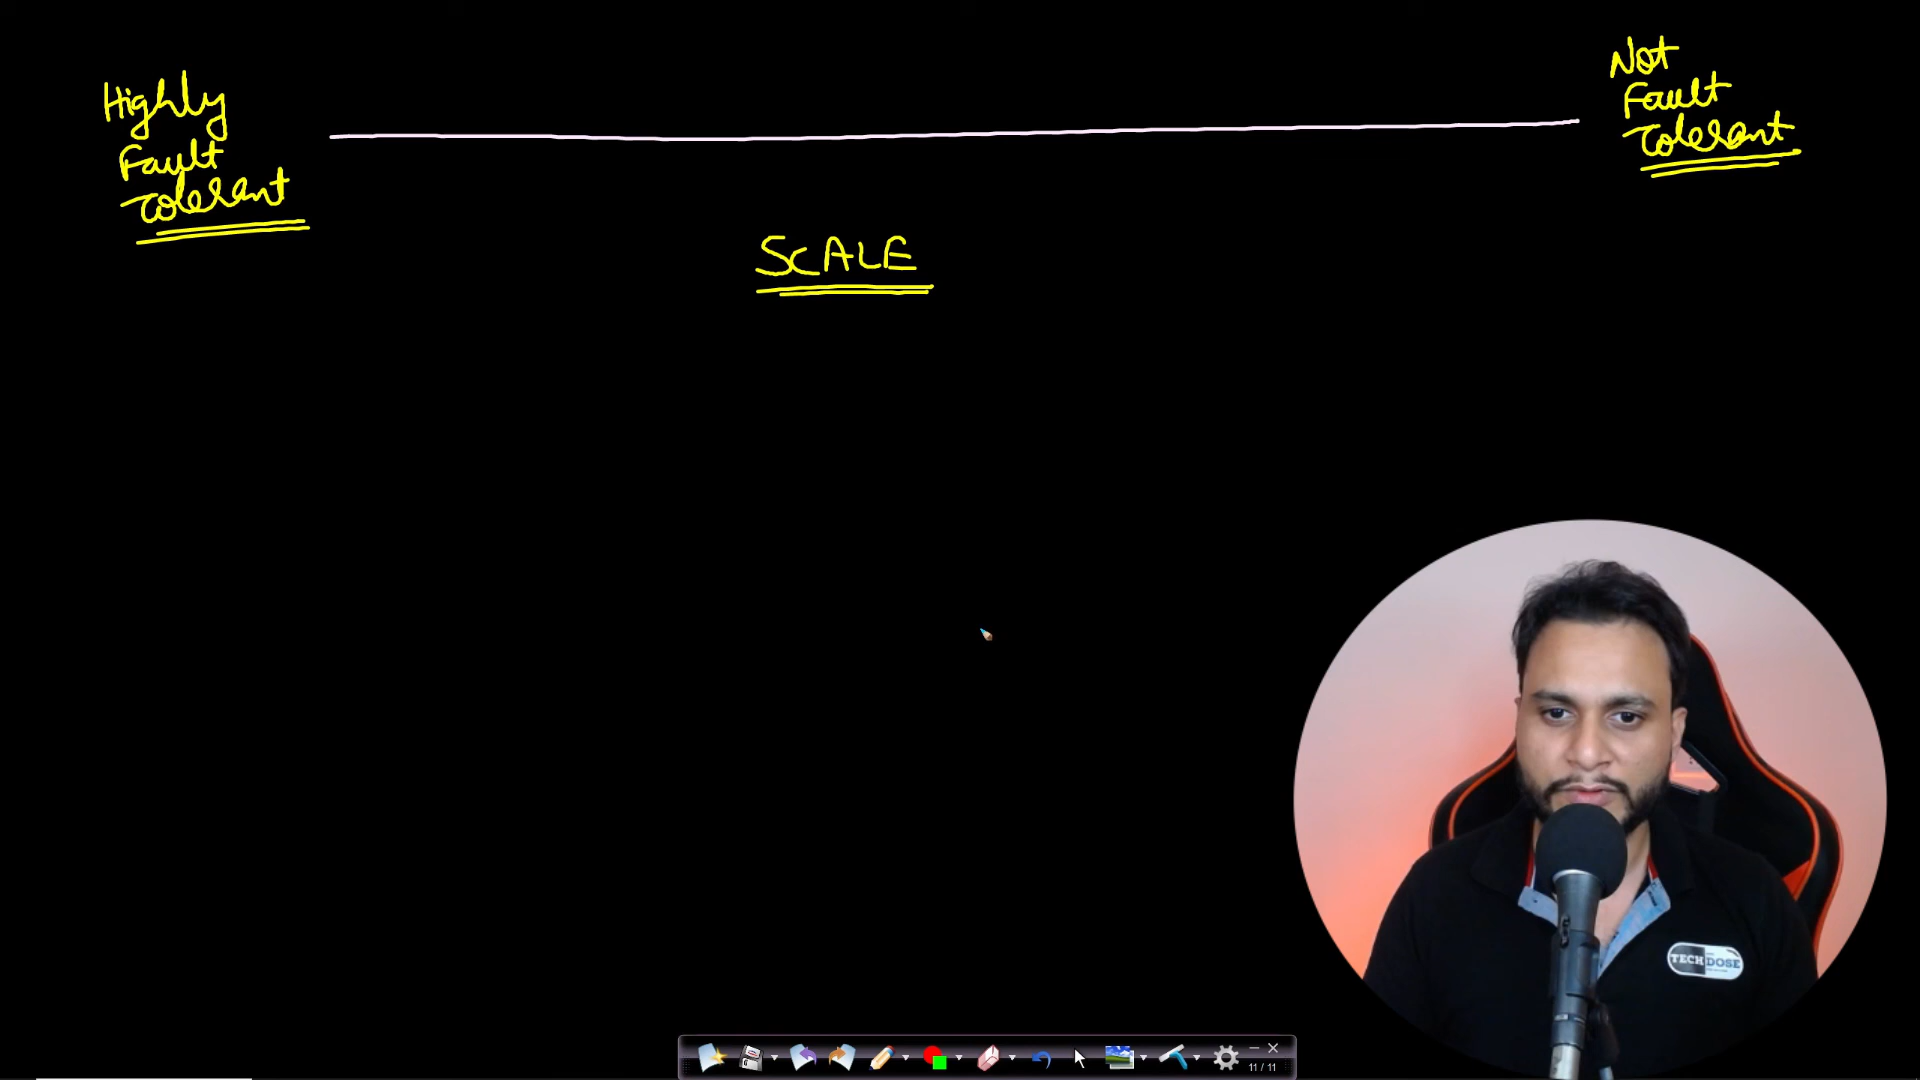 Highly
Fault
Tolerant
Not
Fault
Tolerant
SCALE
TECH DOSE
11 / 11